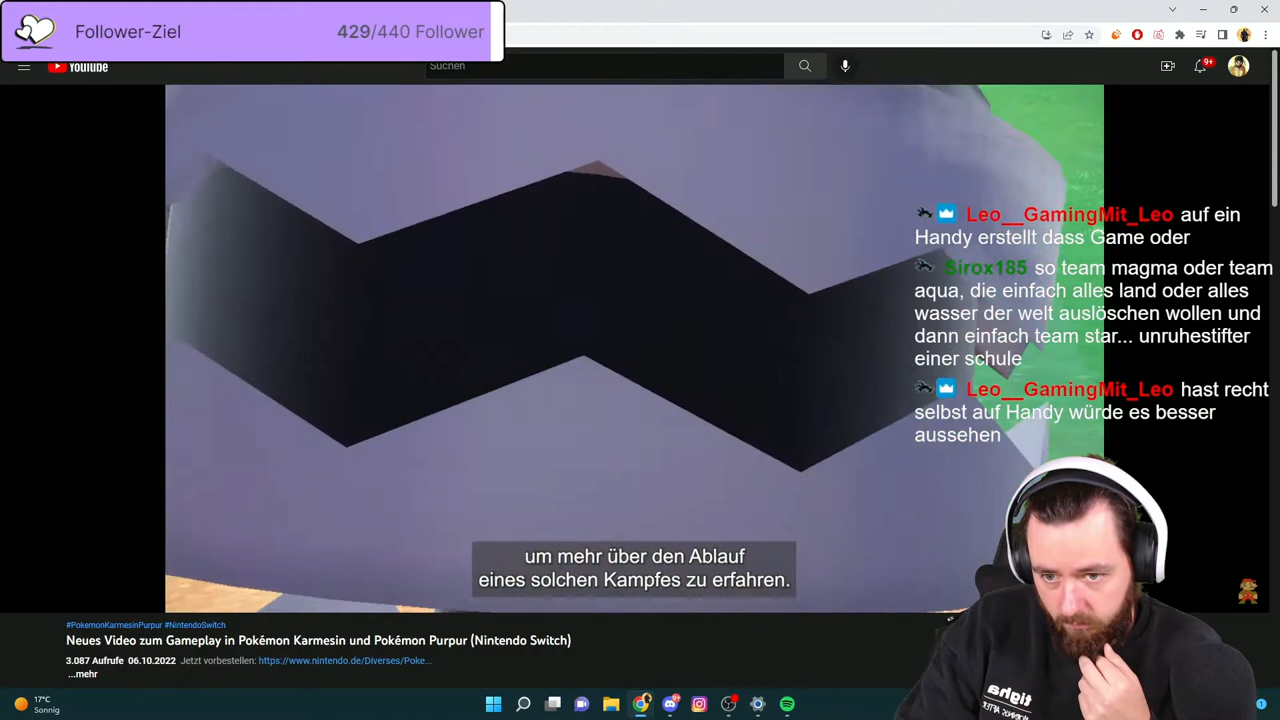 Follower-Ziel
429/440 Follower
YouTube
Suchen
9+
Leo__GamingMit_Leo auf ein
Handy erstellt dass Game oder
Sirox185 so team magma oder team
aqua, die einfach alles land oder alles
wasser der welt auslöschen wollen und
dann einfach team star... unruhestifter
einer schule
Leo__GamingMit_Leo hast recht
selbst auf Handy würde es besser
aussehen
um mehr über den Ablauf
eines solchen Kampfes zu erfahren.
#PokemonKarmesinPurpur #NintendoSwitch
Neues Video zum Gameplay in Pokémon Karmesin und Pokémon Purpur (Nintendo Switch)
3.087 Aufrufe 06.10.2022 Jetzt vorbestellen: https://www.nintendo.de/Diverses/Poke...
...mehr
tigha
17°C
Sonnig
9+
1